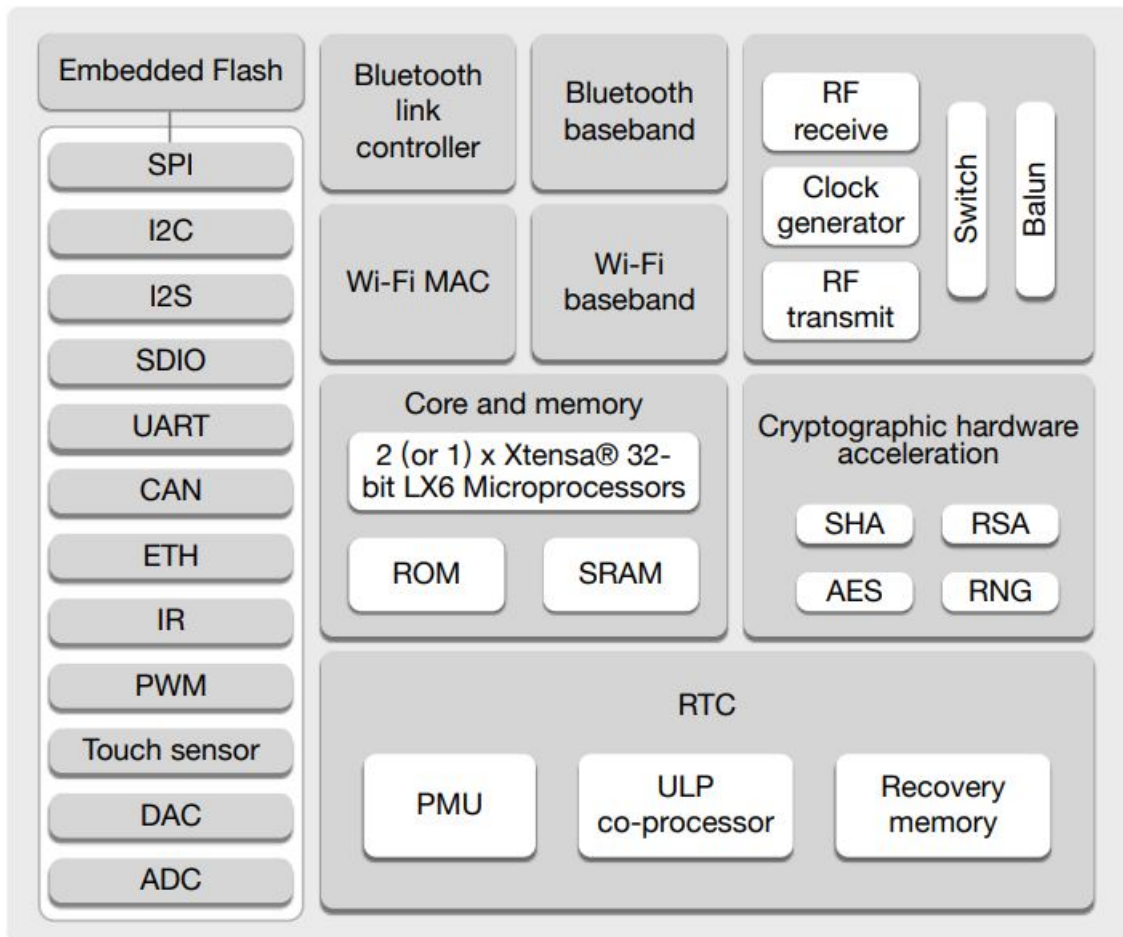 Embedded Flash
SPI
I2C
I2S
SDIO
UART
CAN
ETH
IR
PWM
Touch sensor
DAC
ADC
Bluetooth
link
controller
Bluetooth
baseband
Wi-Fi MAC
Wi-Fi
baseband
RF
receive
Clock
generator
RF
transmit
Switch
Balun
Core and memory
2 (or 1) x Xtensa® 32-
bit LX6 Microprocessors
ROM
SRAM
Cryptographic hardware
acceleration
SHA
RSA
AES
RNG
RTC
PMU
ULP
co-processor
Recovery
memory